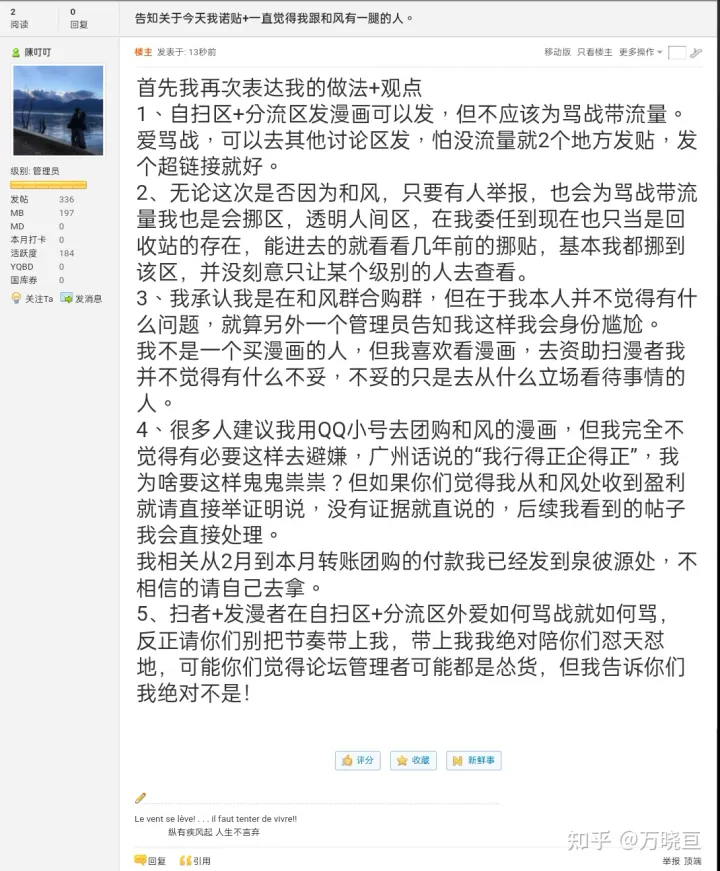 2
阅读
0
回复
告知关于今天我诺贴+一直觉得我跟和风有一腿的人。
陳叮叮
楼主 发表于: 13秒前
移动版 只看楼主 更多操作
级别: 管理员
发帖 336
MB 197
MD 0
本月打卡 0
活跃度 184
YQBD 0
国库券 0
关注Ta 发消息
首先我再次表达我的做法+观点
1、自扫区+分流区发漫画可以发，但不应该为骂战带流量。
爱骂战，可以去其他讨论区发，怕没流量就2个地方发贴，发
个超链接就好。
2、无论这次是否因为和风，只要有人举报，也会为骂战带流
量我也是会挪区，透明人间区，在我委任到现在也只当是回
收站的存在，能进去的就看看几年前的挪贴，基本我都挪到
该区，并没刻意只让某个级别的人去查看。
3、我承认我是在和风群合购群，但在于我本人并不觉得有什
么问题，就算另外一个管理员告知我这样我会身份尴尬。
我不是一个买漫画的人，但我喜欢看漫画，去资助扫漫者我
并不觉得有什么不妥，不妥的只是去从什么立场看待事情的
人。
4、很多人建议我用QQ小号去团购和风的漫画，但我完全不
觉得有必要这样去避嫌，广州话说的“我行得正企得正”，我
为啥要这样鬼鬼祟祟？但如果你们觉得我从和风处收到盈利
就请直接举证明说，没有证据就直说的，后续我看到的帖子
我会直接处理。
我相关从2月到本月转账团购的付款我已经发到泉彼源处，不
相信的请自己去拿。
5、扫者+发漫者在自扫区+分流区外爱如何骂战就如何骂，
反正请你们别把节奏带上我，带上我我绝对陪你们怼天怼
地，可能你们觉得论坛管理者可能都是怂货，但我告诉你们
我绝对不是！
评分 收藏 新鲜事
Le vent se lève! . . . il faut tenter de vivre!!
纵有疾风起 人生不言弃
知乎 @万晓亘
回复 引用
举报 顶端